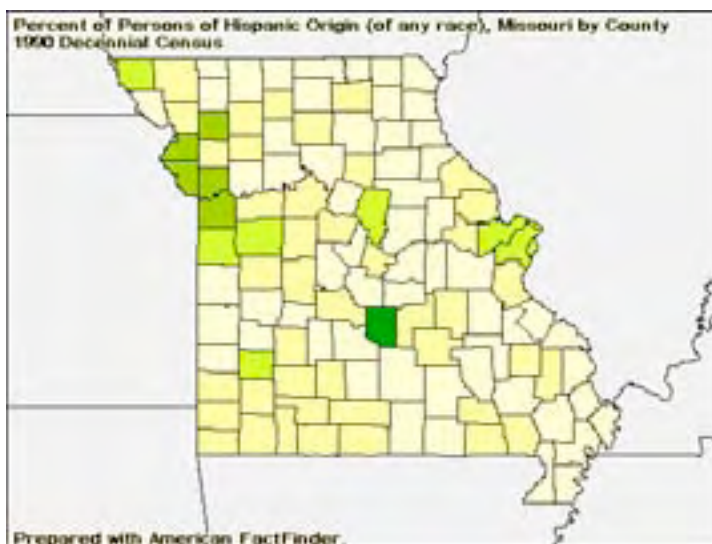 Percent of Persons of Hispanic Origin (of any race), Missouri by County
1990 Decennial Census
Prepared with American FactFinder.